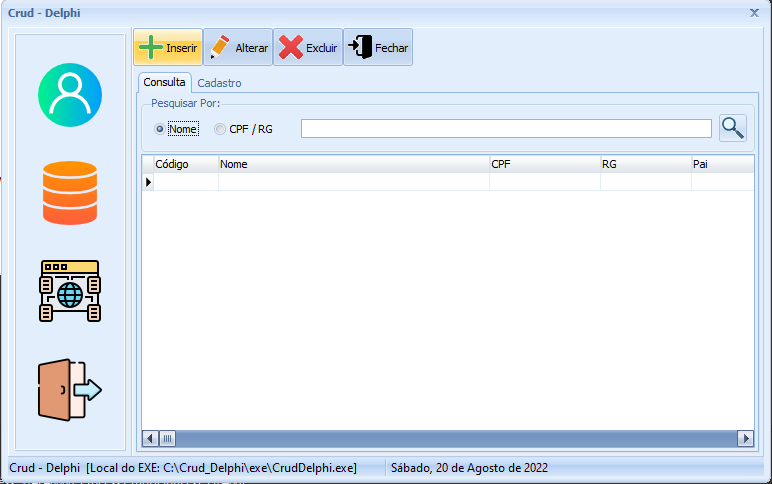 Crud - Delphi
Inserir Alterar Excluir Fechar
Consulta Cadastro
Pesquisar Por:
Nome CPF / RG
Código Nome CPF RG Pai
Crud - Delphi [Local do EXE: C:\Crud_Delphi\exe\CrudDelphi.exe] Sábado, 20 de Agosto de 2022